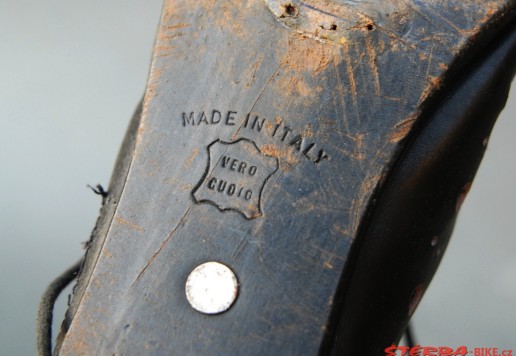 MADE IN ITALY
VERO
CUOIO
STERBA-BIKE.cz